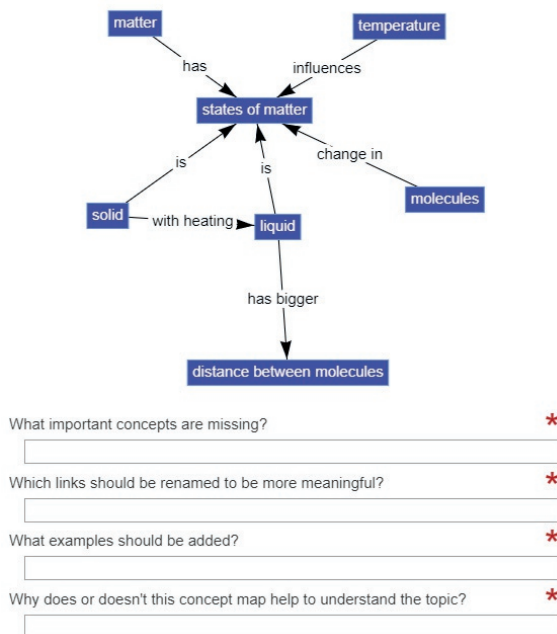 matter
temperature
has
influences
states of matter
is
is
change in
solid
with heating
liquid
molecules
has bigger
distance between molecules
What important concepts are missing? *
Which links should be renamed to be more meaningful? *
What examples should be added? *
Why does or doesn't this concept map help to understand the topic? *